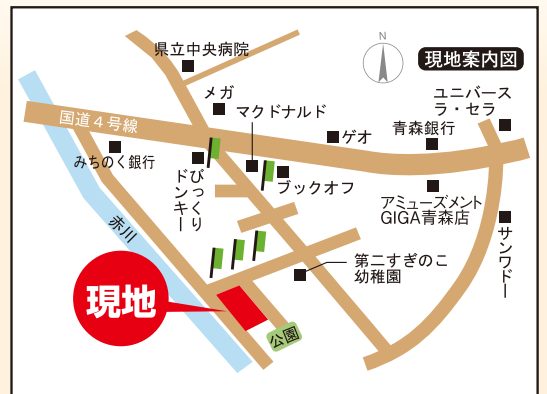 N
現地案内図
県立中央病院
メガ
マクドナルド
ユニバース
ラ・セラ
国道4号線
ゲオ
青森銀行
みちのく銀行
びっくり
ドンキー
ブックオフ
アミューズメント
GIGA青森店
赤川
サンワドー
第二すぎのこ
幼稚園
現地
公園